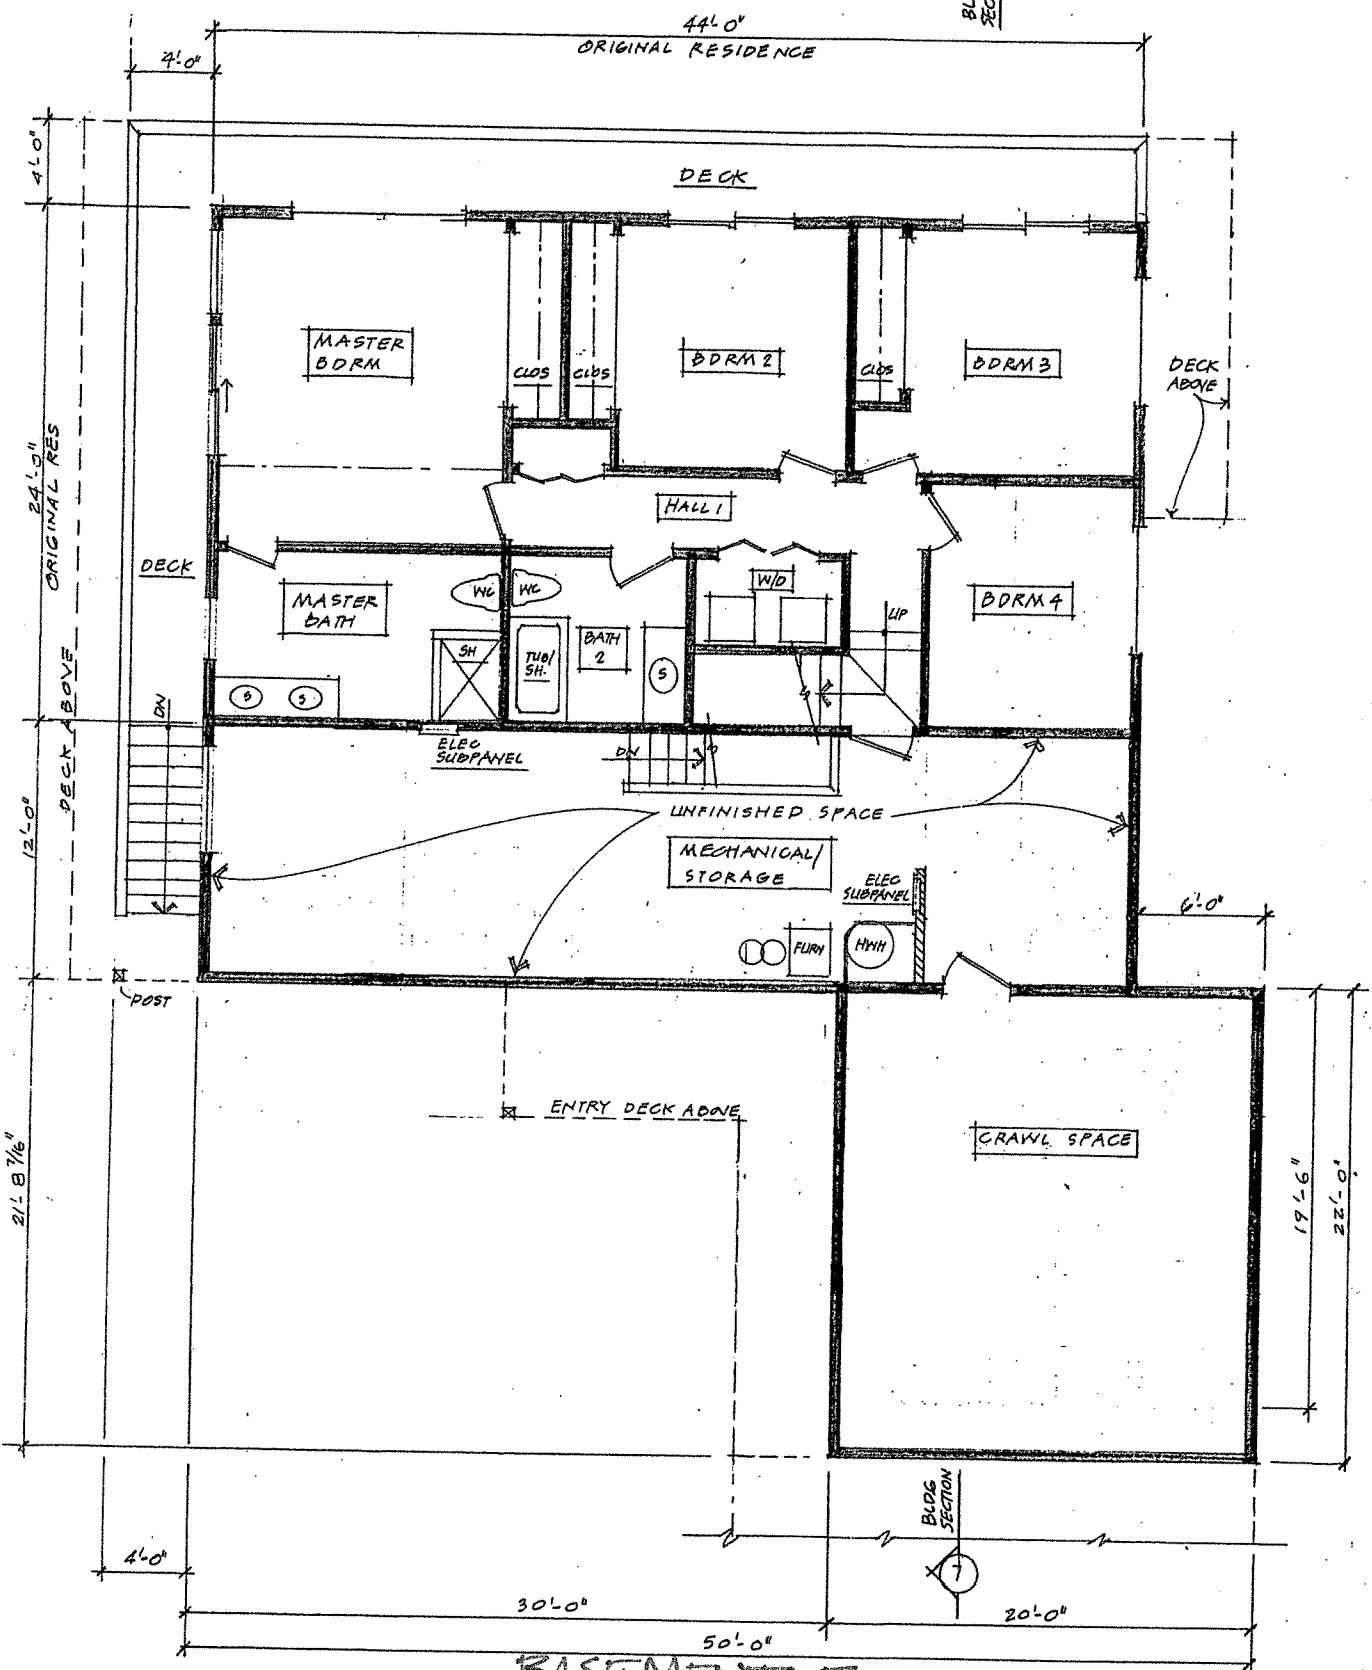 44'-0"
ORIGINAL RESIDENCE
4'-0"
4'-0"
DECK
MASTER
BDRM
CLOS
CLOS
BDRM 2
CLOS
BDRM 3
DECK
ABOVE
24'-0"
ORIGINAL RES
HALL 1
DECK
MASTER
BATH
WC
WC
W/D
UP
BDRM 4
SH
TUB/
SH.
BATH
2
S
S
S
DN
DECK ABOVE
ELEC
SUBPANEL
DN
12'-0"
UNFINISHED SPACE
MECHANICAL/
STORAGE
ELEC
SUBPANEL
6'-0"
FURN
HWH
POST
ENTRY DECK ABOVE
CRAWL SPACE
21'-8 7/16"
19'-6"
22'-0"
BLDG
SECTION
7
4'-0"
30'-0"
20'-0"
50'-0"